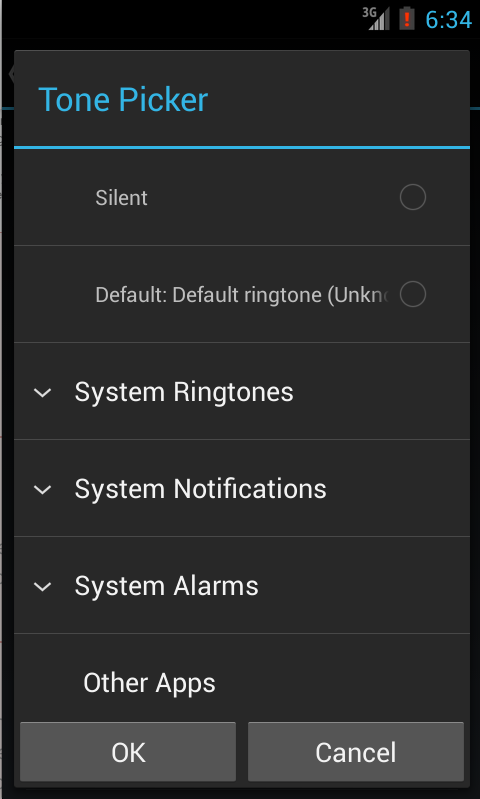 3G 6:34
Tone Picker
Silent
Default: Default ringtone (Unkn
System Ringtones
System Notifications
System Alarms
Other Apps
OK Cancel